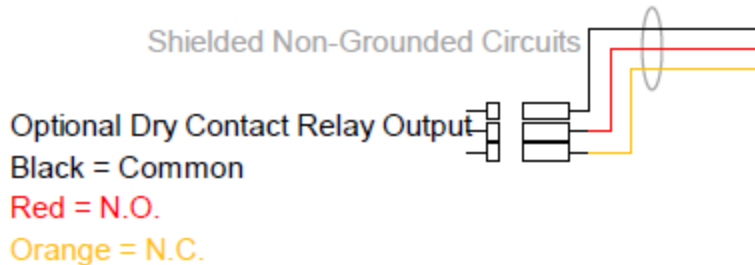 Shielded Non-Grounded Circuits
Optional Dry Contact Relay Output
Black = Common
Red = N.O.
Orange = N.C.